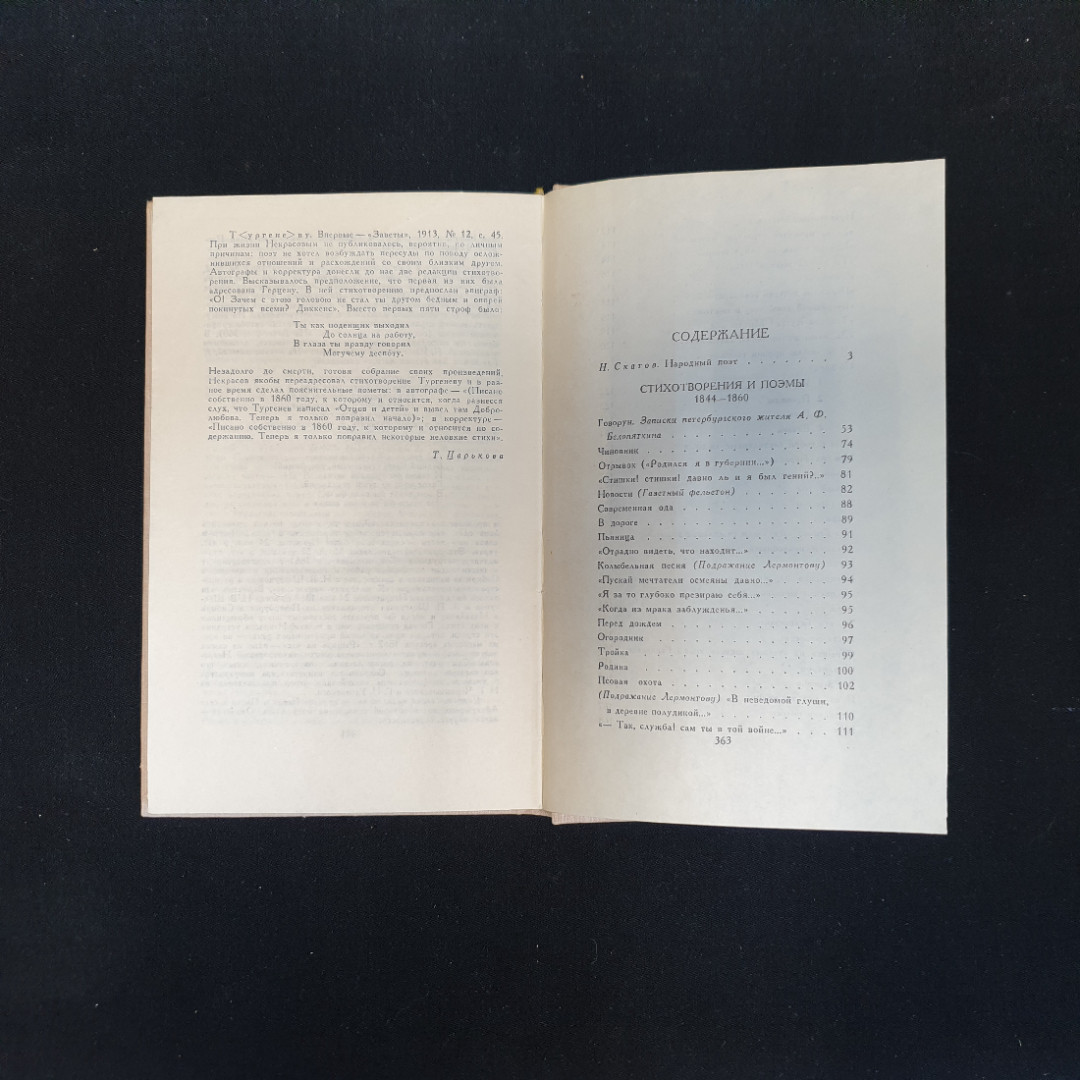 Т<ургене>ву. Впервые — «Заветы», 1913, № 12, с. 45.
При жизни Некрасовым не публиковалось, вероятно, по личным
причинам: поэт не хотел возбуждать пересуды по поводу ослож-
нившихся отношений и расхождений со своим близким другом.
Автографы и корректура донесли до нас две редакции стихотво-
рения. Высказывалось предположение, что первая из них была
адресована Герцену. В ней стихотворению предпослан эпиграф:
«О! Зачем с этою головою не стал ты другом бедным и опорой
покинутых всеми? Диккенс». Вместо первых пяти строф было:
Ты как поденщик выходил
До солнца на работу,
В глаза ты правду говорил
Могучему деспоту.
Незадолго до смерти, готовя собрание своих произведений,
Некрасов якобы переадресовал стихотворение Тургеневу и в раз-
ное время сделал пояснительные пометы: в автографе — «(Писано
собственно в 1860 году, к которому и относится, когда разнесся
слух, что Тургенев написал «Отцов и детей» и вывел там Добро-
любова. Теперь я только поправил начало)»; в корректуре —
«Писано собственно в 1860 году, к которому и относится по со-
держанию. Теперь я только поправил некоторые неловкие стихи».
Т. Царькова
СОДЕРЖАНИЕ
Н. Скатов. Народный поэт . . . . . . . 3
СТИХОТВОРЕНИЯ И ПОЭМЫ
1844—1860
Говорун. Записки петербургского жителя А. Ф.
Белопяткина . . . . . . . . . . . 53
Чиновник . . . . . . . . . . . . . 74
Отрывок («Родился я в губернии...») . . . . 79
«Стишки! стишки! давно ль и я был гений?..» 81
Новости (Газетный фельетон) . . . . . . . 82
Современная ода . . . . . . . . . . . 88
В дороге . . . . . . . . . . . . . 89
Пьяница . . . . . . . . . . . . . 91
«Отрадно видеть, что находит...» . . . . . . 92
Колыбельная песня (Подражание Лермонтову) 93
«Пускай мечтатели осмеяны давно...» . . . . 94
«Я за то глубоко презираю себя...» . . . . . 95
«Когда из мрака заблужденья...» . . . . . . 95
Перед дождем . . . . . . . . . . . . 96
Огородник . . . . . . . . . . . . . 97
Тройка . . . . . . . . . . . . . . 99
Родина . . . . . . . . . . . . . . 100
Псовая охота . . . . . . . . . . . . 102
(Подражание Лермонтову) «В неведомой глуши,
в деревне полудикой...» . . . . . . . . 110
«— Так, служба! сам ты в той войне...» . . . 111
363